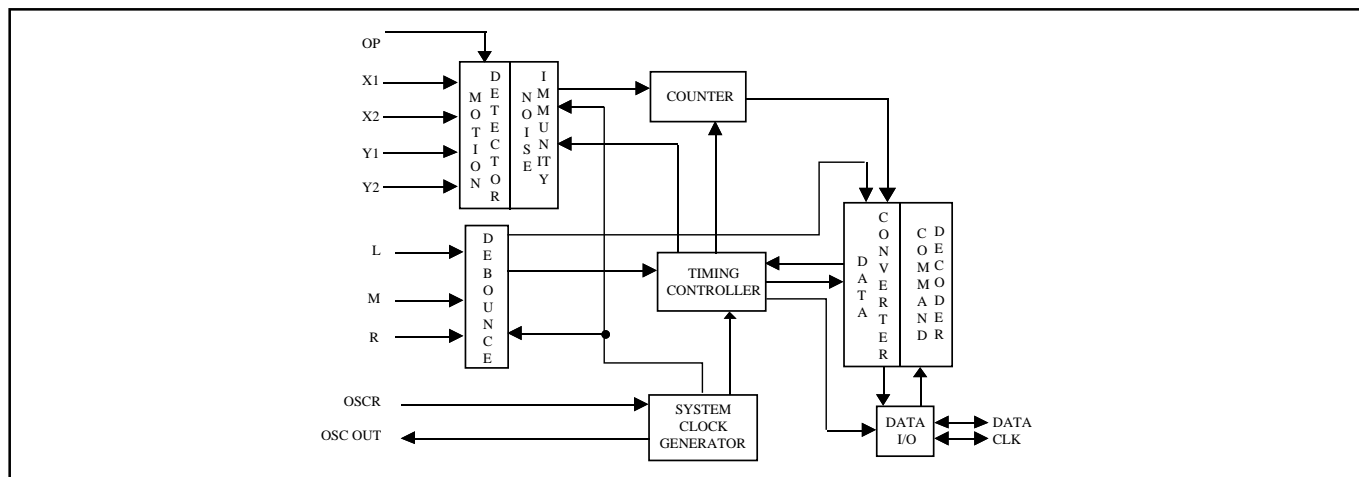 OP
X1
X2
Y1
Y2
MOTION
DETECTOR
NOISE
IMMUNITY
COUNTER
L
M
R
DEBOUNCE
TIMING
CONTROLLER
DATA
CONVERTER
COMMAND
DECODER
OSCR
OSC OUT
SYSTEM
CLOCK
GENERATOR
DATA
I/O
DATA
CLK